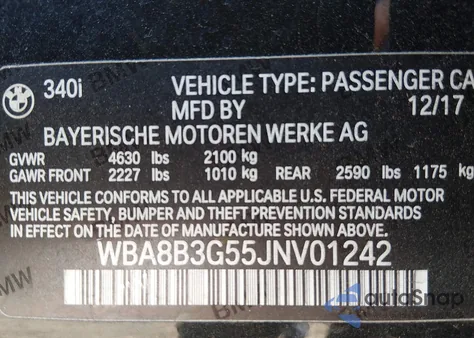 BMW 340i VEHICLE TYPE: PASSENGER CA
MFD BY 12/17
BAYERISCHE MOTOREN WERKE AG
GVWR 4630 lbs 2100 kg
GAWR FRONT 2227 lbs 1010 kg REAR 2590 lbs 1175 kg
THIS VEHICLE CONFORMS TO ALL APPLICABLE U.S. FEDERAL MOTOR
VEHICLE SAFETY, BUMPER AND THEFT PREVENTION STANDARDS
IN EFFECT ON THE DATE OF MANUFACTURE SHOWN ABOVE.
WBA8B3G55JNV01242
autoSnap